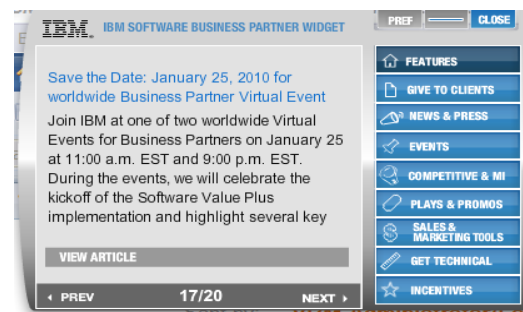 IBM
IBM SOFTWARE BUSINESS PARTNER WIDGET
PREF
CLOSE
Save the Date: January 25, 2010 for
worldwide Business Partner Virtual Event
Join IBM at one of two worldwide Virtual
Events for Business Partners on January 25
at 11:00 a.m. EST and 9:00 p.m. EST.
During the events, we will celebrate the
kickoff of the Software Value Plus
implementation and highlight several key
VIEW ARTICLE
PREV
17/20
NEXT
FEATURES
GIVE TO CLIENTS
NEWS & PRESS
EVENTS
COMPETITIVE & MI
PLAYS & PROMOS
SALES &
MARKETING TOOLS
GET TECHNICAL
INCENTIVES